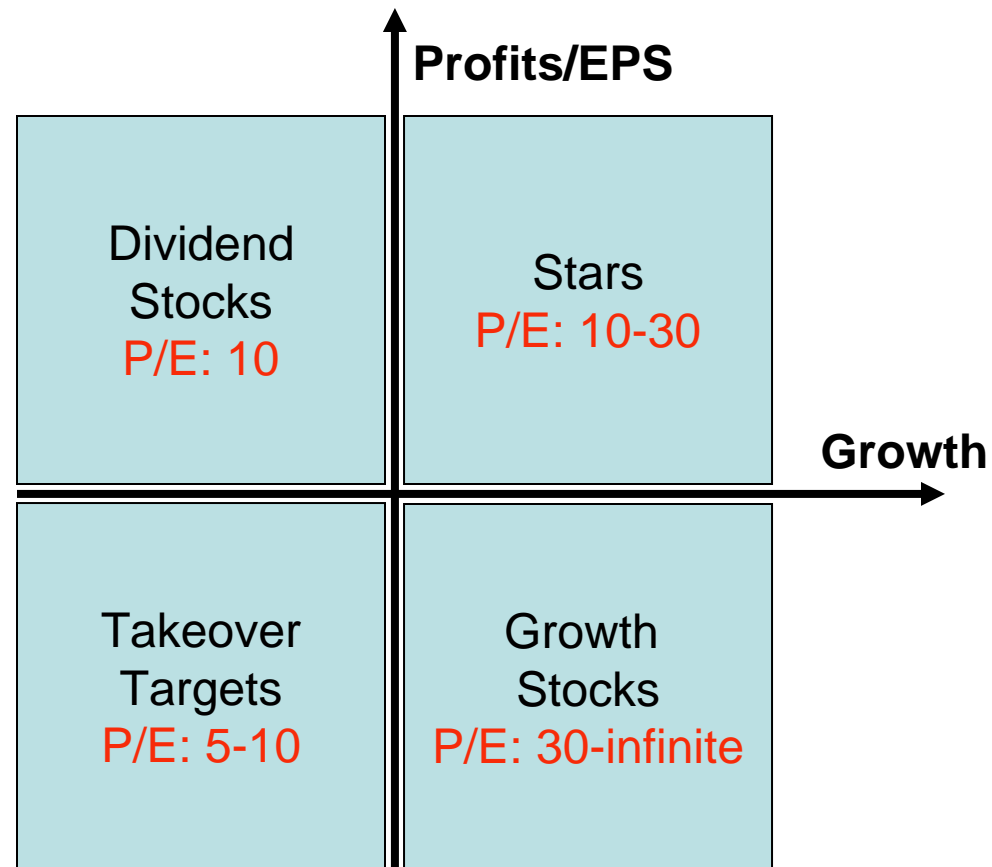 Profits/EPS
Dividend
Stocks
P/E: 10
Stars
P/E: 10-30
Growth
Takeover
Targets
P/E: 5-10
Growth
Stocks
P/E: 30-infinite